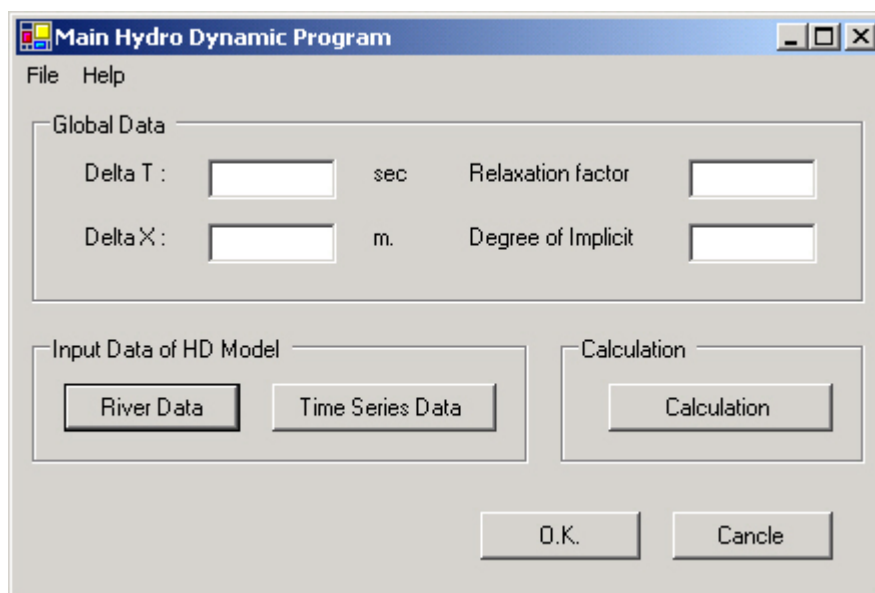 Main Hydro Dynamic Program
File Help
Global Data
Delta T : sec Relaxation factor
Delta X : m. Degree of Implicit
Input Data of HD Model Calculation
River Data Time Series Data Calculation
O.K. Cancle